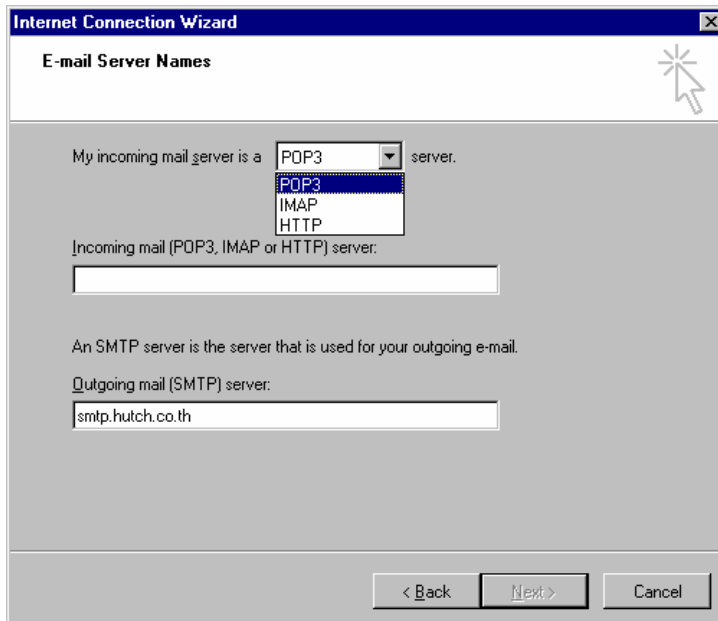 Internet Connection Wizard
E-mail Server Names
My incoming mail server is a POP3 server.
POP3
IMAP
HTTP
Incoming mail (POP3, IMAP or HTTP) server:
An SMTP server is the server that is used for your outgoing e-mail.
Outgoing mail (SMTP) server:
smtp.hutch.co.th
< Back Next > Cancel